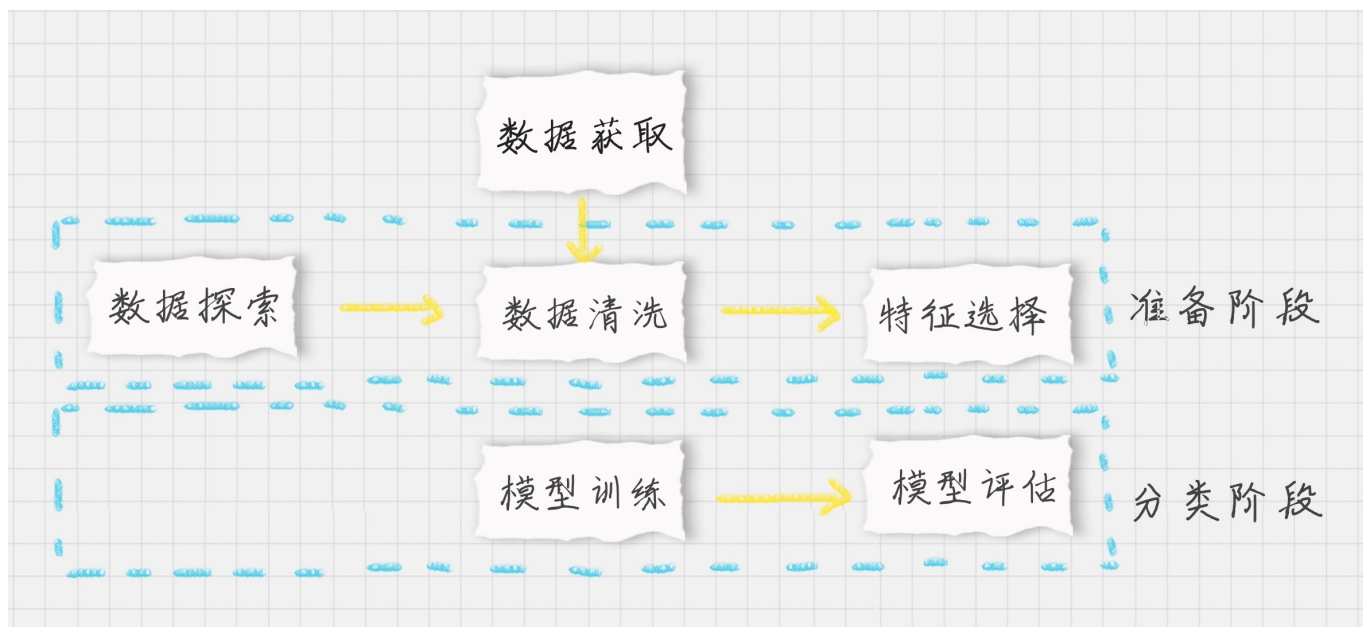 数据获取
数据探索
数据清洗
特征选择
准备阶段
模型训练
模型评估
分类阶段